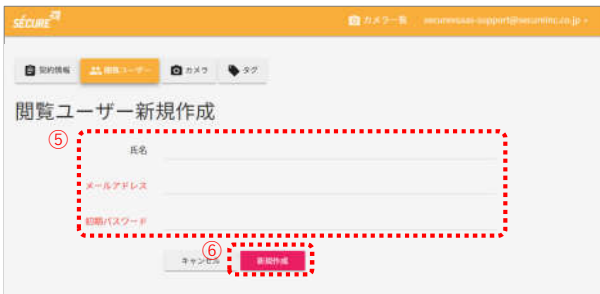 SECURE
カメラ一覧 securevsaas-support@secureinc.co.jp
契約情報 閲覧ユーザー カメラ タグ
閲覧ユーザー新規作成
⑤
氏名
メールアドレス
初期パスワード
⑥
キャンセル 新規作成